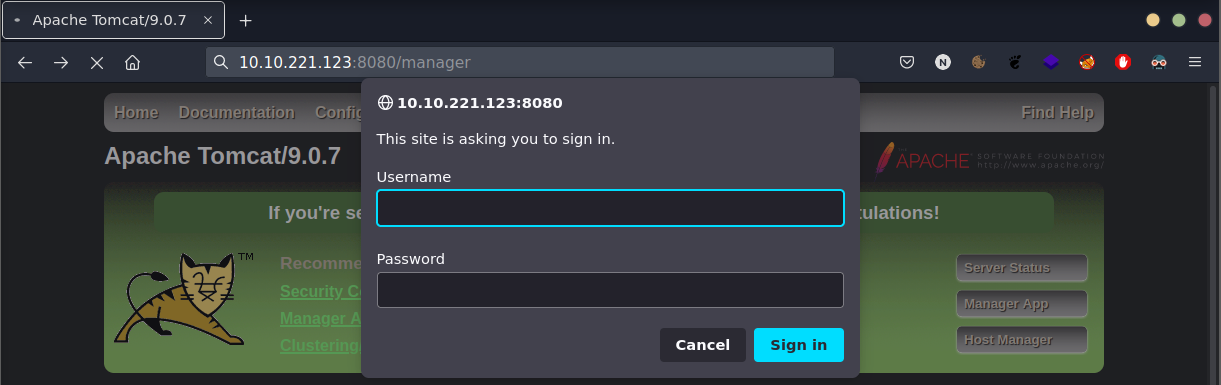 Apache Tomcat/9.0.7
10.10.221.123:8080/manager
N
Home Documentation Config Find Help
10.10.221.123:8080
This site is asking you to sign in.
Apache Tomcat/9.0.7
APACHE SOFTWARE FOUNDATION
http://www.apache.org/
Username
If you're se ulations!
TM
Recomme
Security Co
Manager A
Clustering
Password
Server Status
Manager App
Host Manager
Cancel Sign in